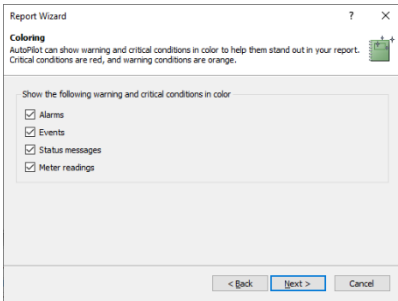 Report Wizard
Coloring
AutoPilot can show warning and critical conditions in color to help them stand out in your report.
Critical conditions are red, and warning conditions are orange.
Show the following warning and critical conditions in color
Alarms
Events
Status messages
Meter readings
< Back Next > Cancel